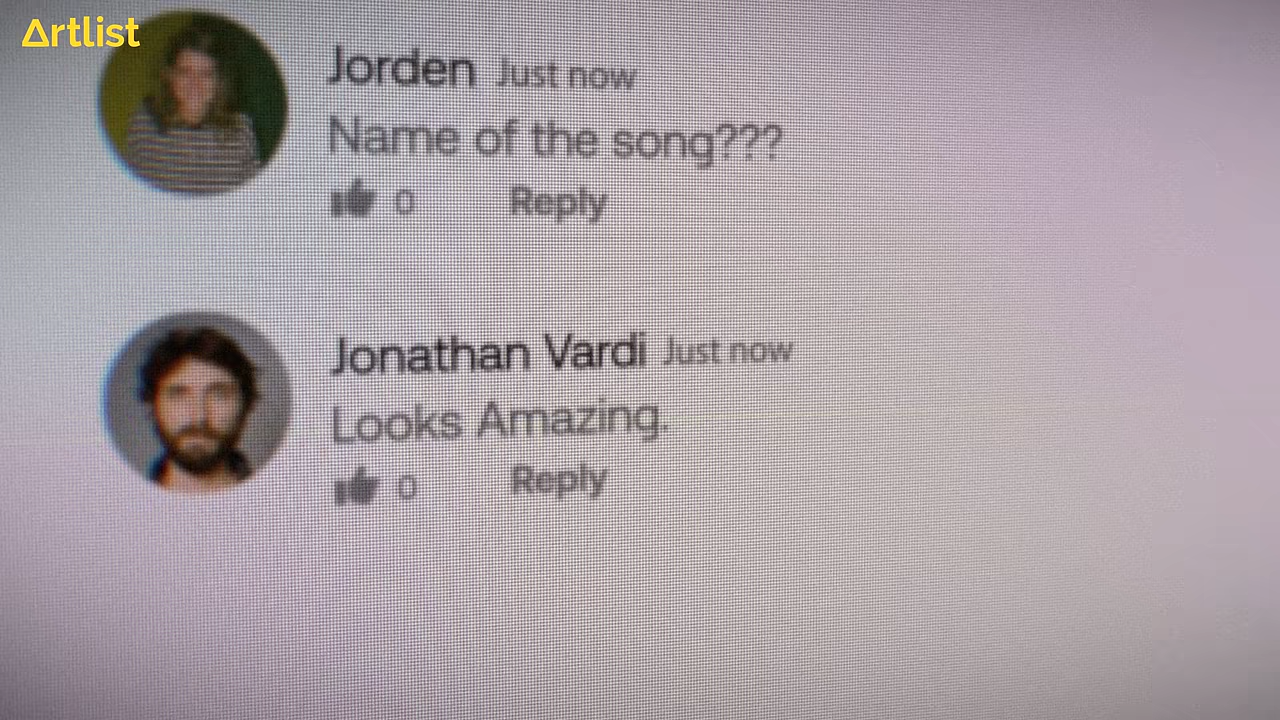 Artlist
Jorden Just now
Name of the song???
0 Reply
Jonathan Vardi Just now
Looks Amazing.
0 Reply